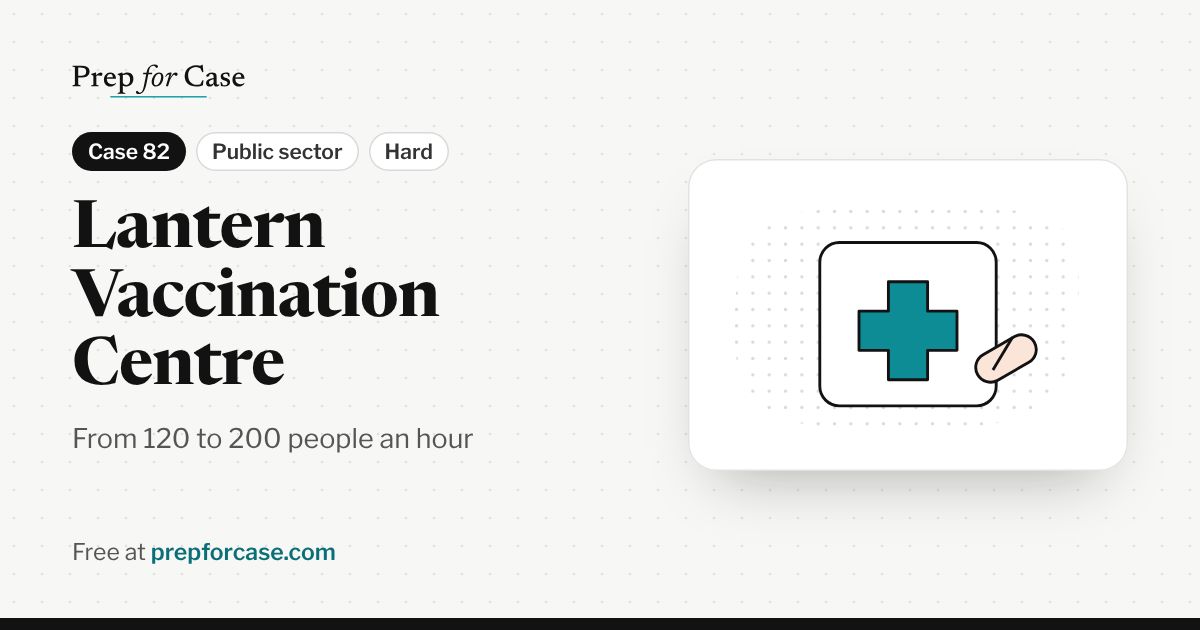 Prep for Case
Case 82
Public sector
Hard
Lantern
Vaccination
Centre
From 120 to 200 people an hour
Free at prepforcase.com